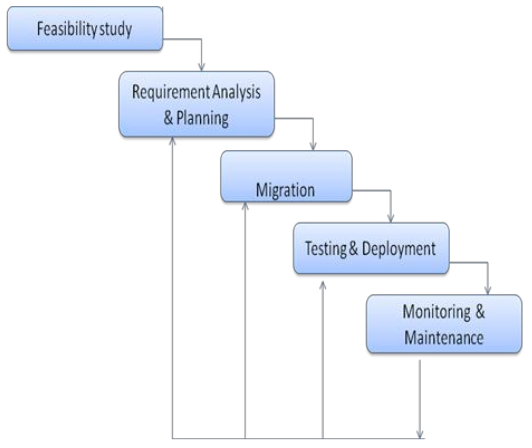 Feasibility study
Requirement Analysis
& Planning
Migration
Testing & Deployment
Monitoring &
Maintenance